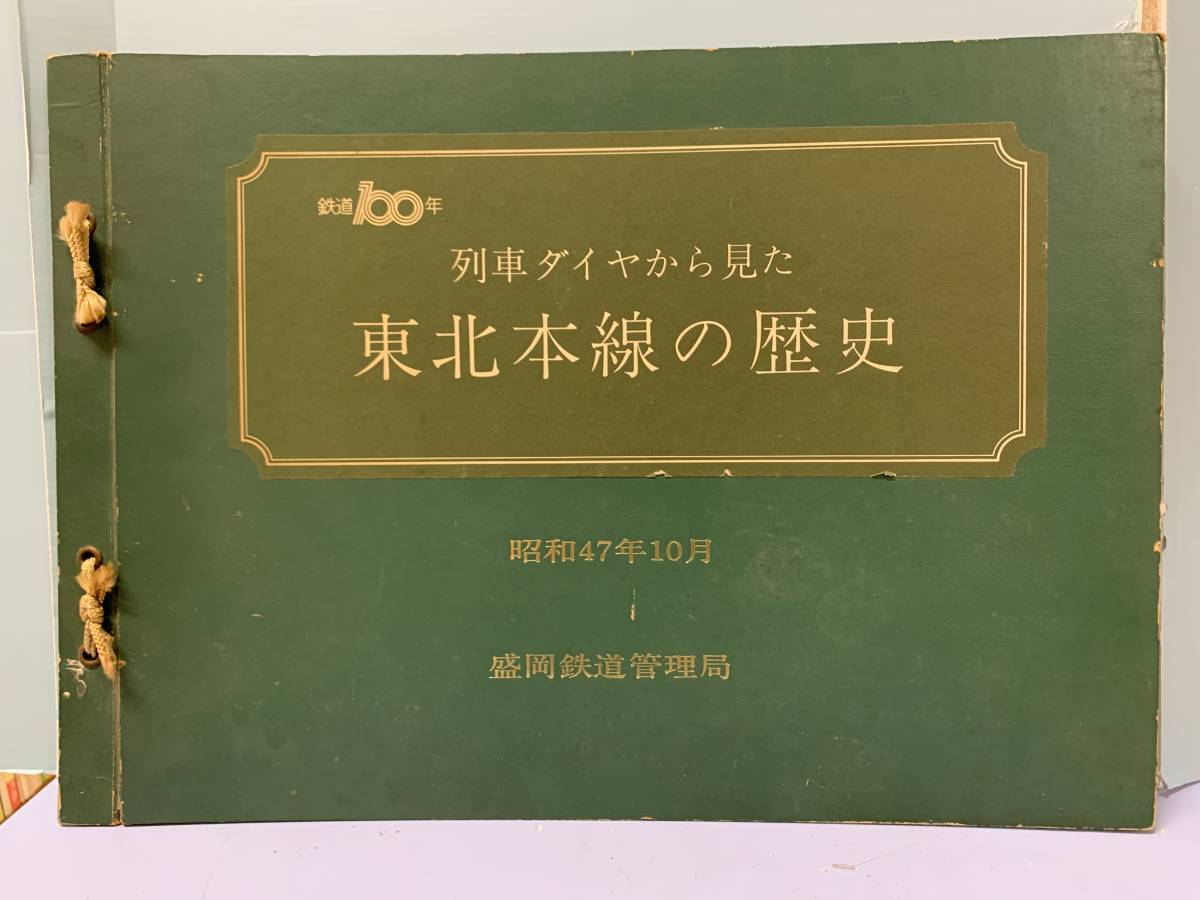 鉄道100年
列車ダイヤから見た
東北本線の歴史
昭和47年10月
盛岡鉄道管理局